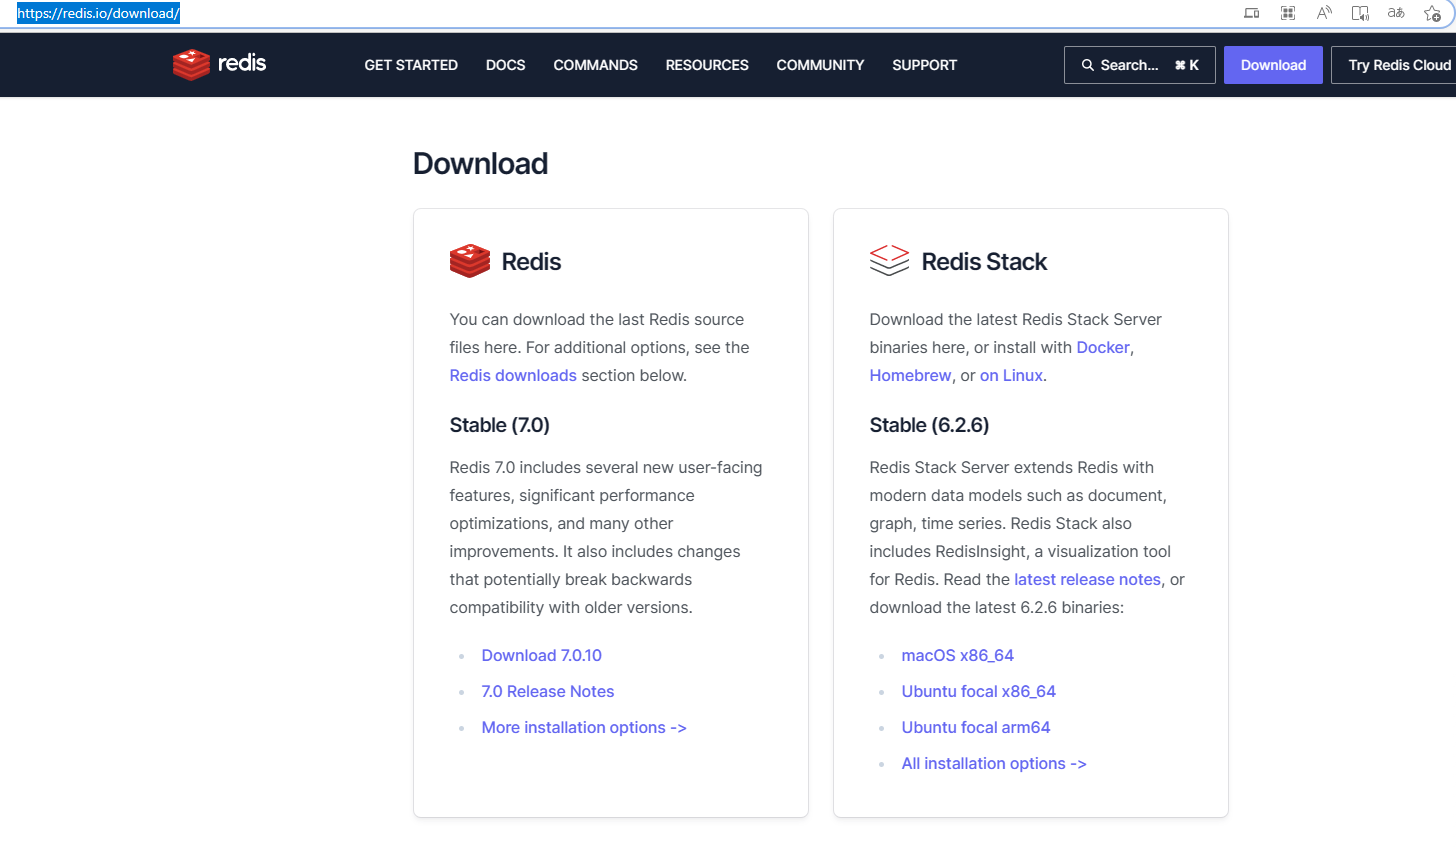 https://redis.io/download/
redis
GET STARTED DOCS COMMANDS RESOURCES COMMUNITY SUPPORT
Search... ⌘ K
Download
Try Redis Cloud
Download
Redis
You can download the last Redis source
files here. For additional options, see the
Redis downloads section below.
Stable (7.0)
Redis 7.0 includes several new user-facing
features, significant performance
optimizations, and many other
improvements. It also includes changes
that potentially break backwards
compatibility with older versions.
Download 7.0.10
7.0 Release Notes
More installation options ->
Redis Stack
Download the latest Redis Stack Server
binaries here, or install with Docker,
Homebrew, or on Linux.
Stable (6.2.6)
Redis Stack Server extends Redis with
modern data models such as document,
graph, time series. Redis Stack also
includes RedisInsight, a visualization tool
for Redis. Read the latest release notes, or
download the latest 6.2.6 binaries:
macOS x86_64
Ubuntu focal x86_64
Ubuntu focal arm64
All installation options ->